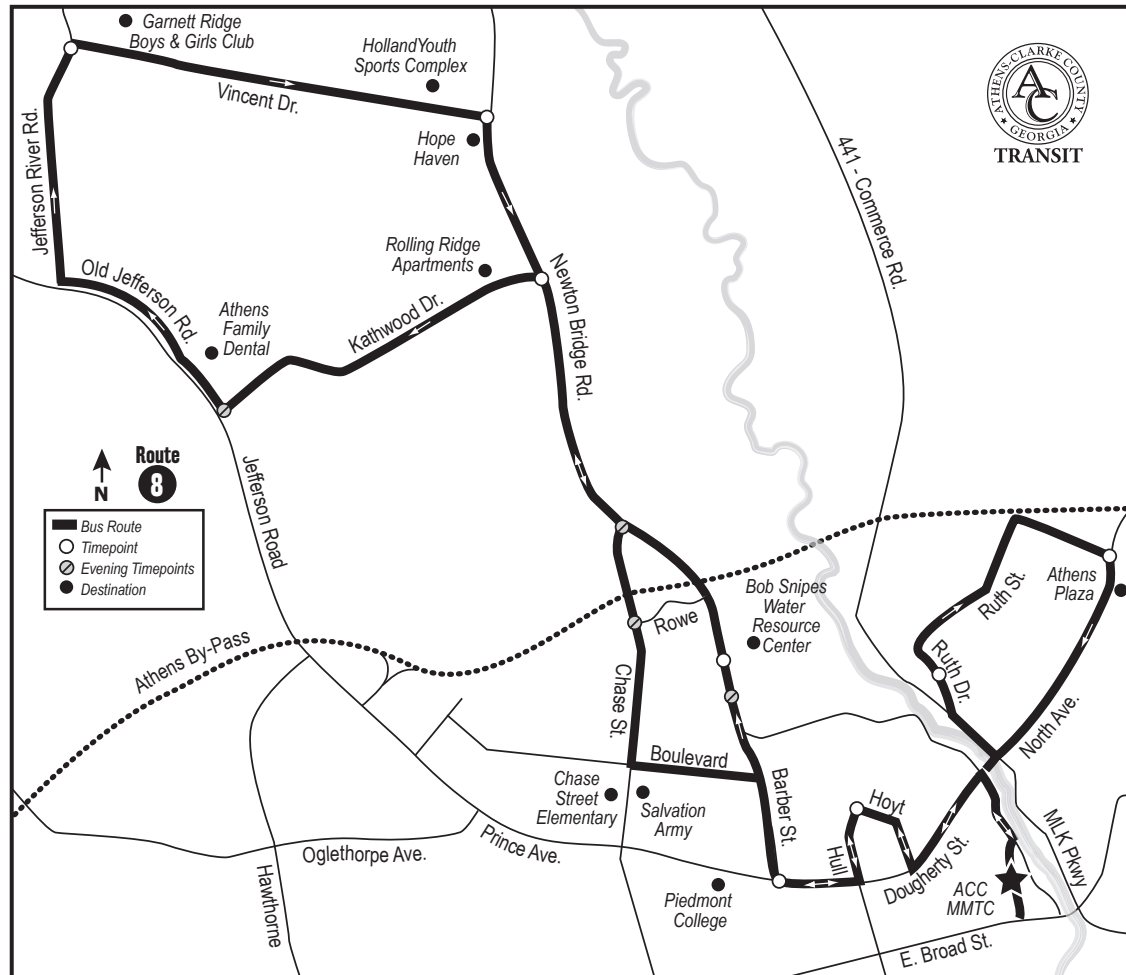 Garnett Ridge
Boys & Girls Club
HollandYouth
Sports Complex
Vincent Dr.
Hope
Haven
ATHENS-CLARKE COUNTY
AC
GEORGIA
TRANSIT
441 - Commerce Rd.
Jefferson River Rd.
Rolling Ridge
Apartments
Newton Bridge Rd.
Old Jefferson Rd.
Athens
Family
Dental
Kathwood Dr.
Route
8
N
Bus Route
Timepoint
Evening Timepoints
Destination
Jefferson Road
Athens By-Pass
Rowe
Bob Snipes
Water
Resource
Center
Ruth St.
Athens
Plaza
Ruth Dr.
North Ave.
Chase St.
Boulevard
Barber St.
Chase
Street
Elementary
Salvation
Army
Hoyt
Hull
Dougherty St.
MLK Pkwy
Oglethorpe Ave.
Prince Ave.
Hawthorne
Piedmont
College
ACC
MMTC
E. Broad St.